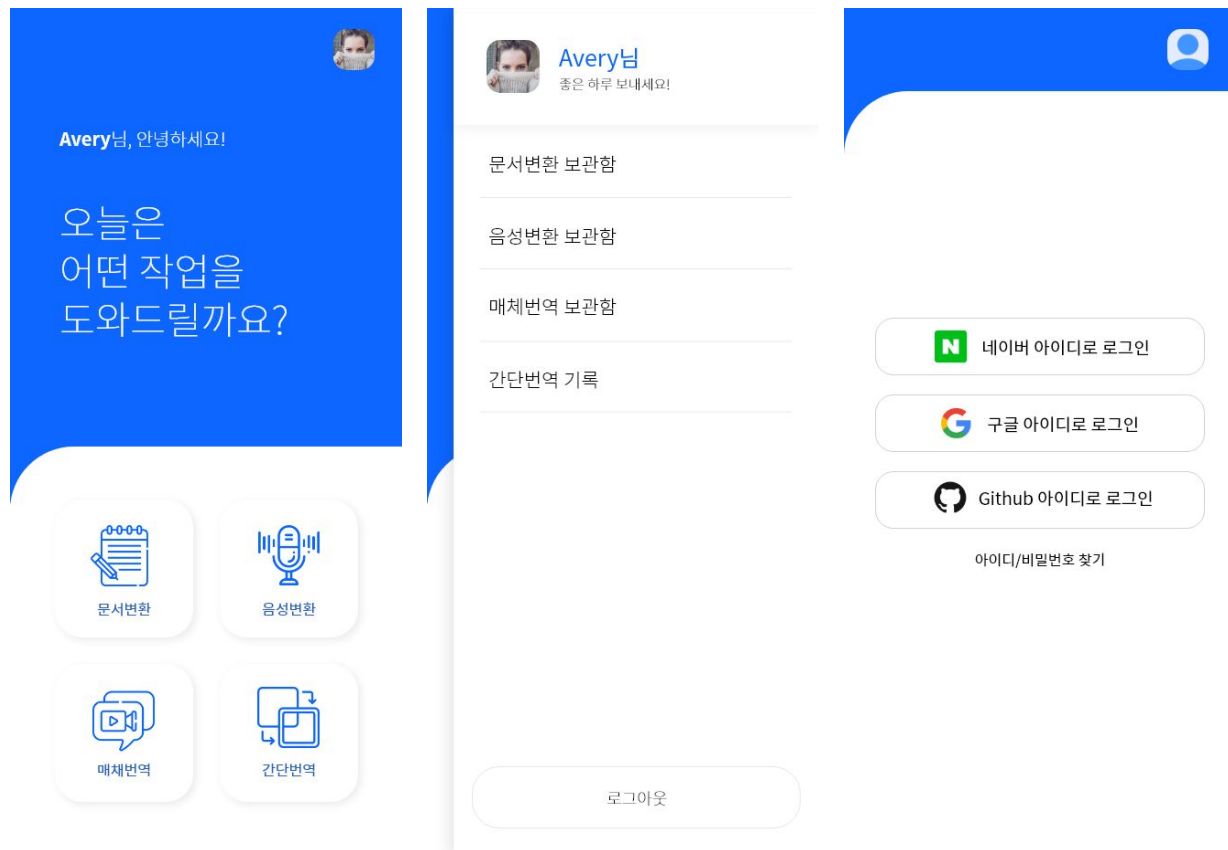 Avery님, 안녕하세요!
오늘은
어떤 작업을
도와드릴까요?
문서변환
음성변환
매채번역
간단번역
Avery님
좋은 하루 보내세요!
문서변환 보관함
음성변환 보관함
매체번역 보관함
간단번역 기록
로그아웃
N 네이버 아이디로 로그인
G 구글 아이디로 로그인
Github 아이디로 로그인
아이디/비밀번호 찾기